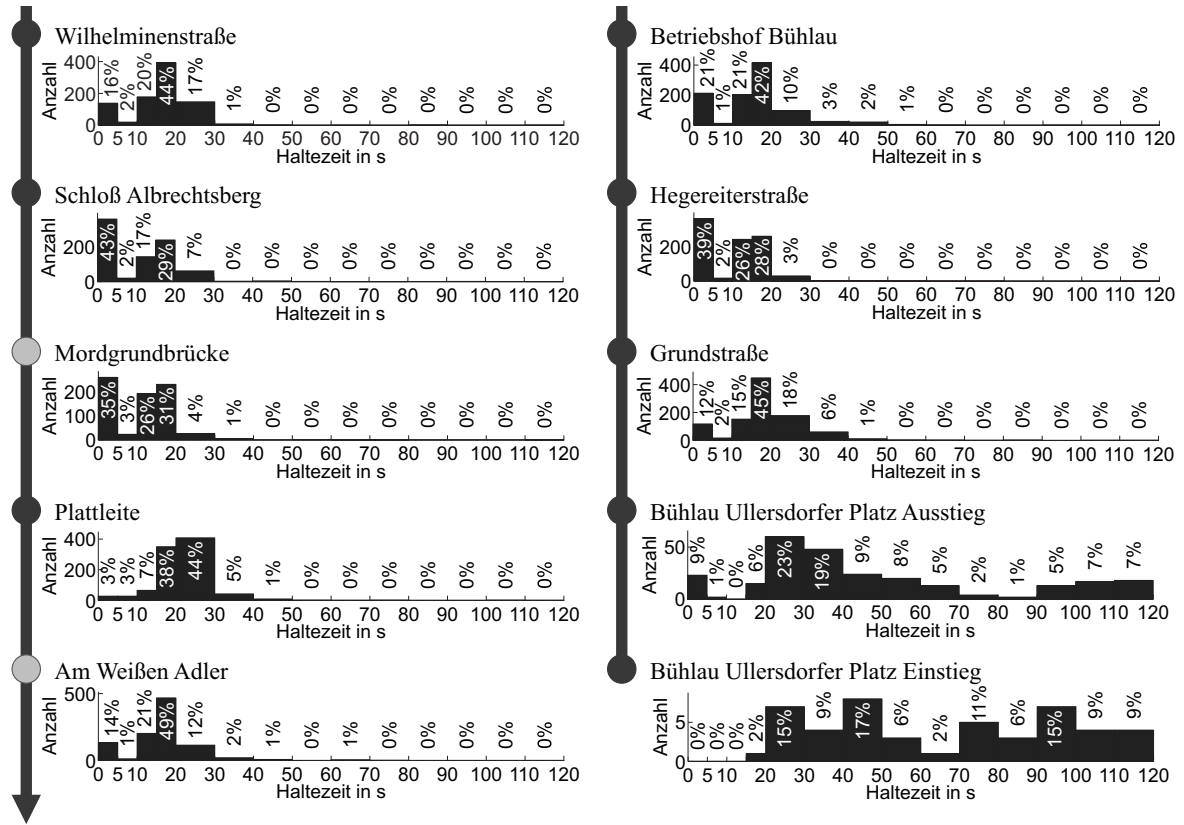 Wilhelminenstraße
Anzahl
400
200
0
16% 2% 20% 44% 17% 1% 0% 0% 0% 0% 0% 0% 0% 0%
0 5 10 20 30 40 50 60 70 80 90 100 110 120
Haltezeit in s
Schloß Albrechtsberg
Anzahl
200
0
43% 2% 17% 29% 7% 0% 0% 0% 0% 0% 0% 0% 0% 0%
0 5 10 20 30 40 50 60 70 80 90 100 110 120
Haltezeit in s
Mordgrundbrücke
Anzahl
200
100
0
35% 3% 26% 31% 4% 1% 0% 0% 0% 0% 0% 0% 0% 0%
0 5 10 20 30 40 50 60 70 80 90 100 110 120
Haltezeit in s
Plattleite
Anzahl
400
200
0
3% 3% 7% 38% 44% 5% 1% 0% 0% 0% 0% 0% 0% 0%
0 5 10 20 30 40 50 60 70 80 90 100 110 120
Haltezeit in s
Am Weißen Adler
Anzahl
500
0
14% 1% 21% 49% 12% 2% 1% 0% 1% 0% 0% 0% 0% 0%
0 5 10 20 30 40 50 60 70 80 90 100 110 120
Haltezeit in s
Betriebshof Bühlau
Anzahl
400
200
0
21% 1% 21% 42% 10% 3% 2% 1% 0% 0% 0% 0% 0% 0%
0 5 10 20 30 40 50 60 70 80 90 100 110 120
Haltezeit in s
Hegereiterstraße
Anzahl
200
0
39% 2% 26% 28% 3% 0% 0% 0% 0% 0% 0% 0% 0% 0%
0 5 10 20 30 40 50 60 70 80 90 100 110 120
Haltezeit in s
Grundstraße
Anzahl
400
200
0
12% 2% 15% 45% 18% 6% 1% 0% 0% 0% 0% 0% 0% 0%
0 5 10 20 30 40 50 60 70 80 90 100 110 120
Haltezeit in s
Bühlau Ullersdorfer Platz Ausstieg
Anzahl
50
0
9% 1% 0% 6% 23% 19% 9% 8% 5% 2% 1% 5% 7% 7%
0 5 10 20 30 40 50 60 70 80 90 100 110 120
Haltezeit in s
Bühlau Ullersdorfer Platz Einstieg
Anzahl
5
0
0% 0% 0% 2% 15% 9% 17% 6% 2% 11% 6% 15% 9% 9%
0 5 10 20 30 40 50 60 70 80 90 100 110 120
Haltezeit in s